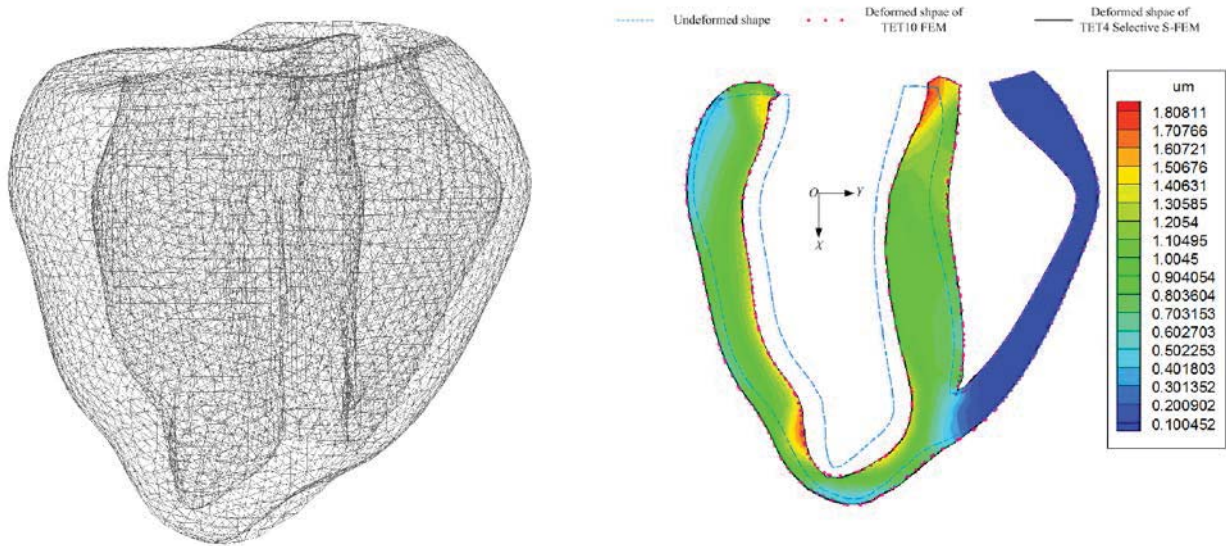 Undeformed shape
Deformed shpae of
TET10 FEM
Deformed shpae of
TET4 Selective S-FEM
um
1.80811
1.70766
1.60721
1.50676
1.40631
1.30585
1.2054
1.10495
1.0045
0.904054
0.803604
0.703153
0.602703
0.502253
0.401803
0.301352
0.200902
0.100452
O
Y
X